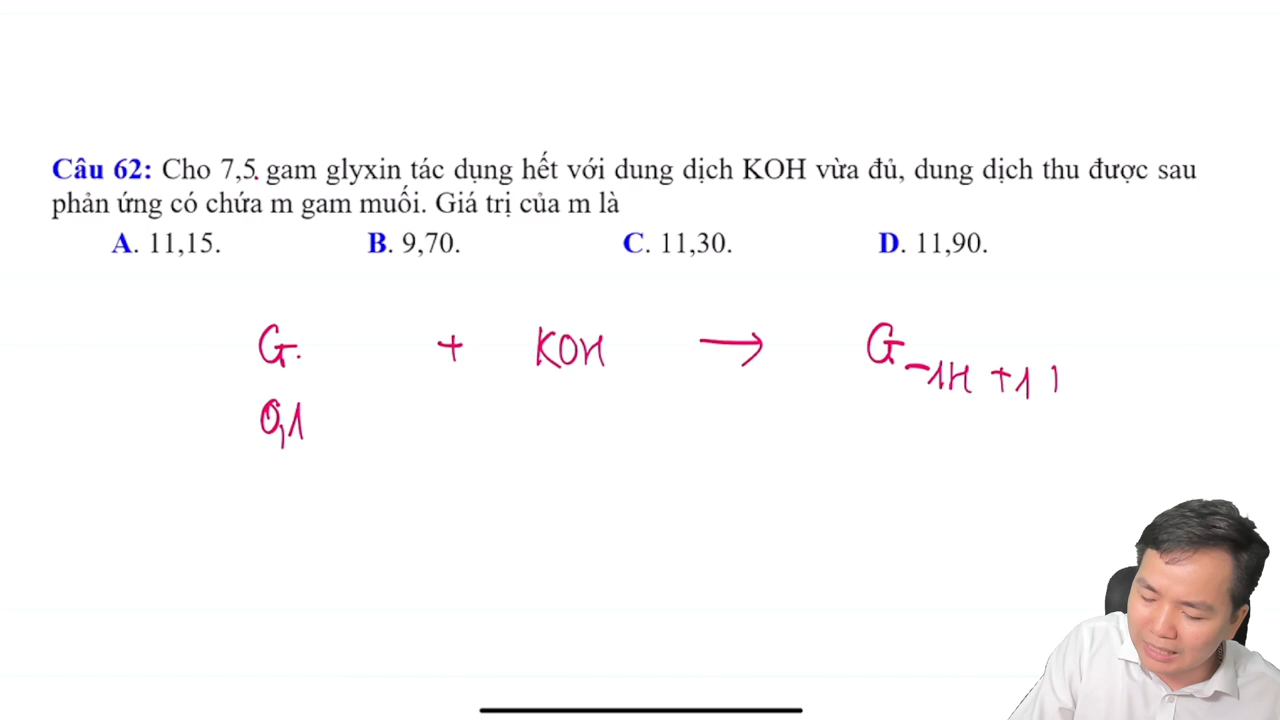 Câu 62: Cho 7,5. gam glyxin tác dụng hết với dung dịch KOH vừa đủ, dung dịch thu được sau
phản ứng có chứa m gam muối. Giá trị của m là
A. 11,15. B. 9,70. C. 11,30. D. 11,90.
G. + KOH → G -1H +1
0,1